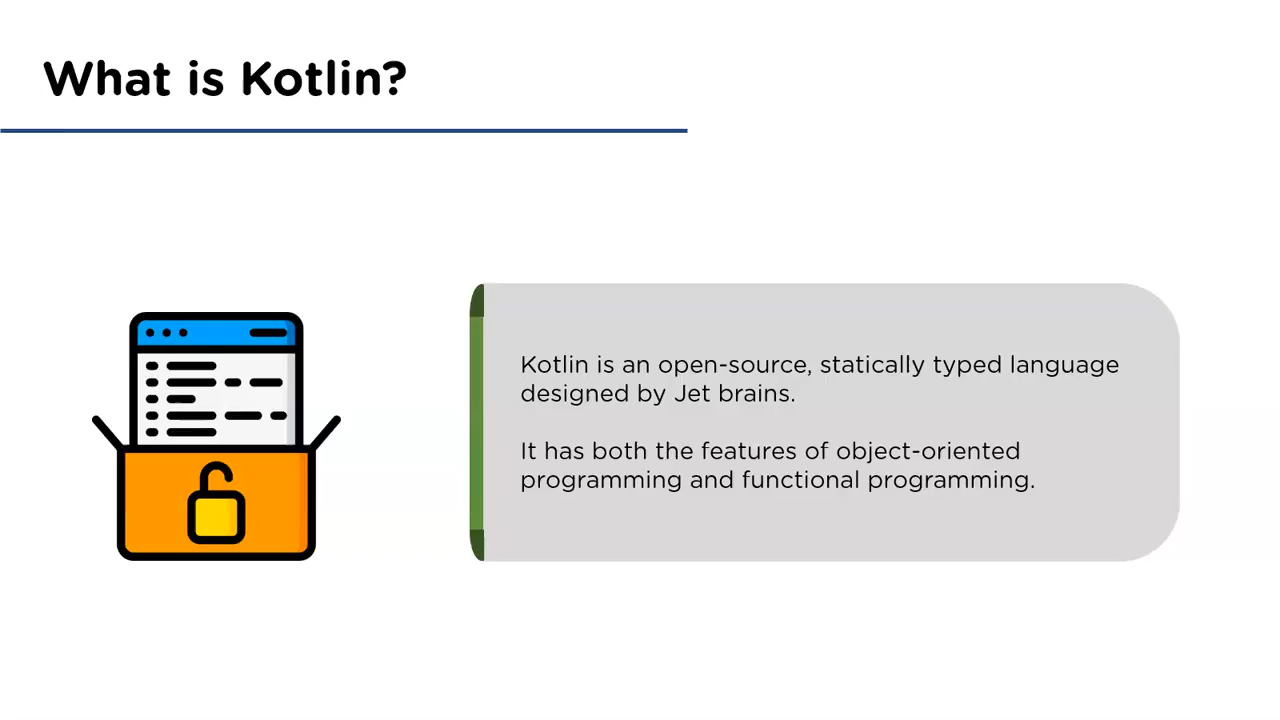 What is Kotlin?
Kotlin is an open-source, statically typed language
designed by Jet brains.
It has both the features of object-oriented
programming and functional programming.